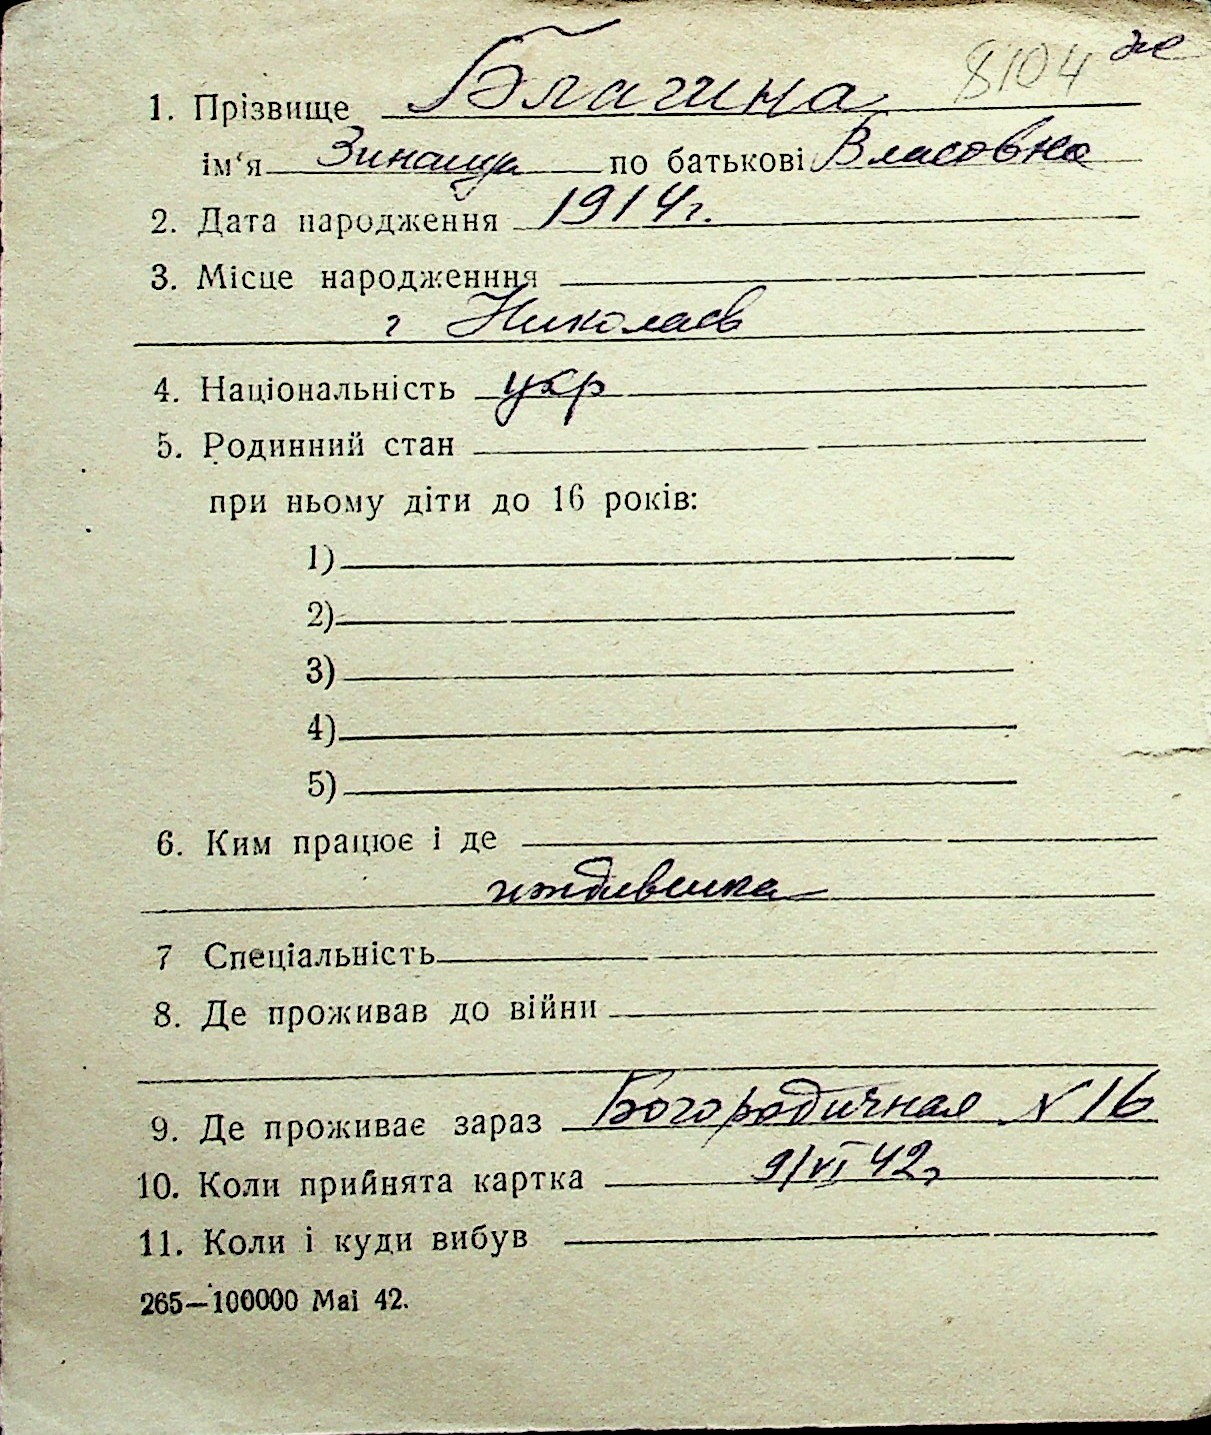 8104 же
1. Прізвище Благина
ім'я Зинаида по батькові Власовна
2. Дата народження 1914 г.
3. Місце народженння
г Николаев
4. Національність укр
5. Родинний стан
при ньому діти до 16 років:
1)
2)
3)
4)
5)
6. Ким працює і де
иждивенка
7 Спеціальність
8. Де проживав до війни
9. Де проживає зараз Богородичная N 16
10. Коли прийнята картка 9/VI 42г
11. Коли і куди вибув
265—100000 Mai 42.